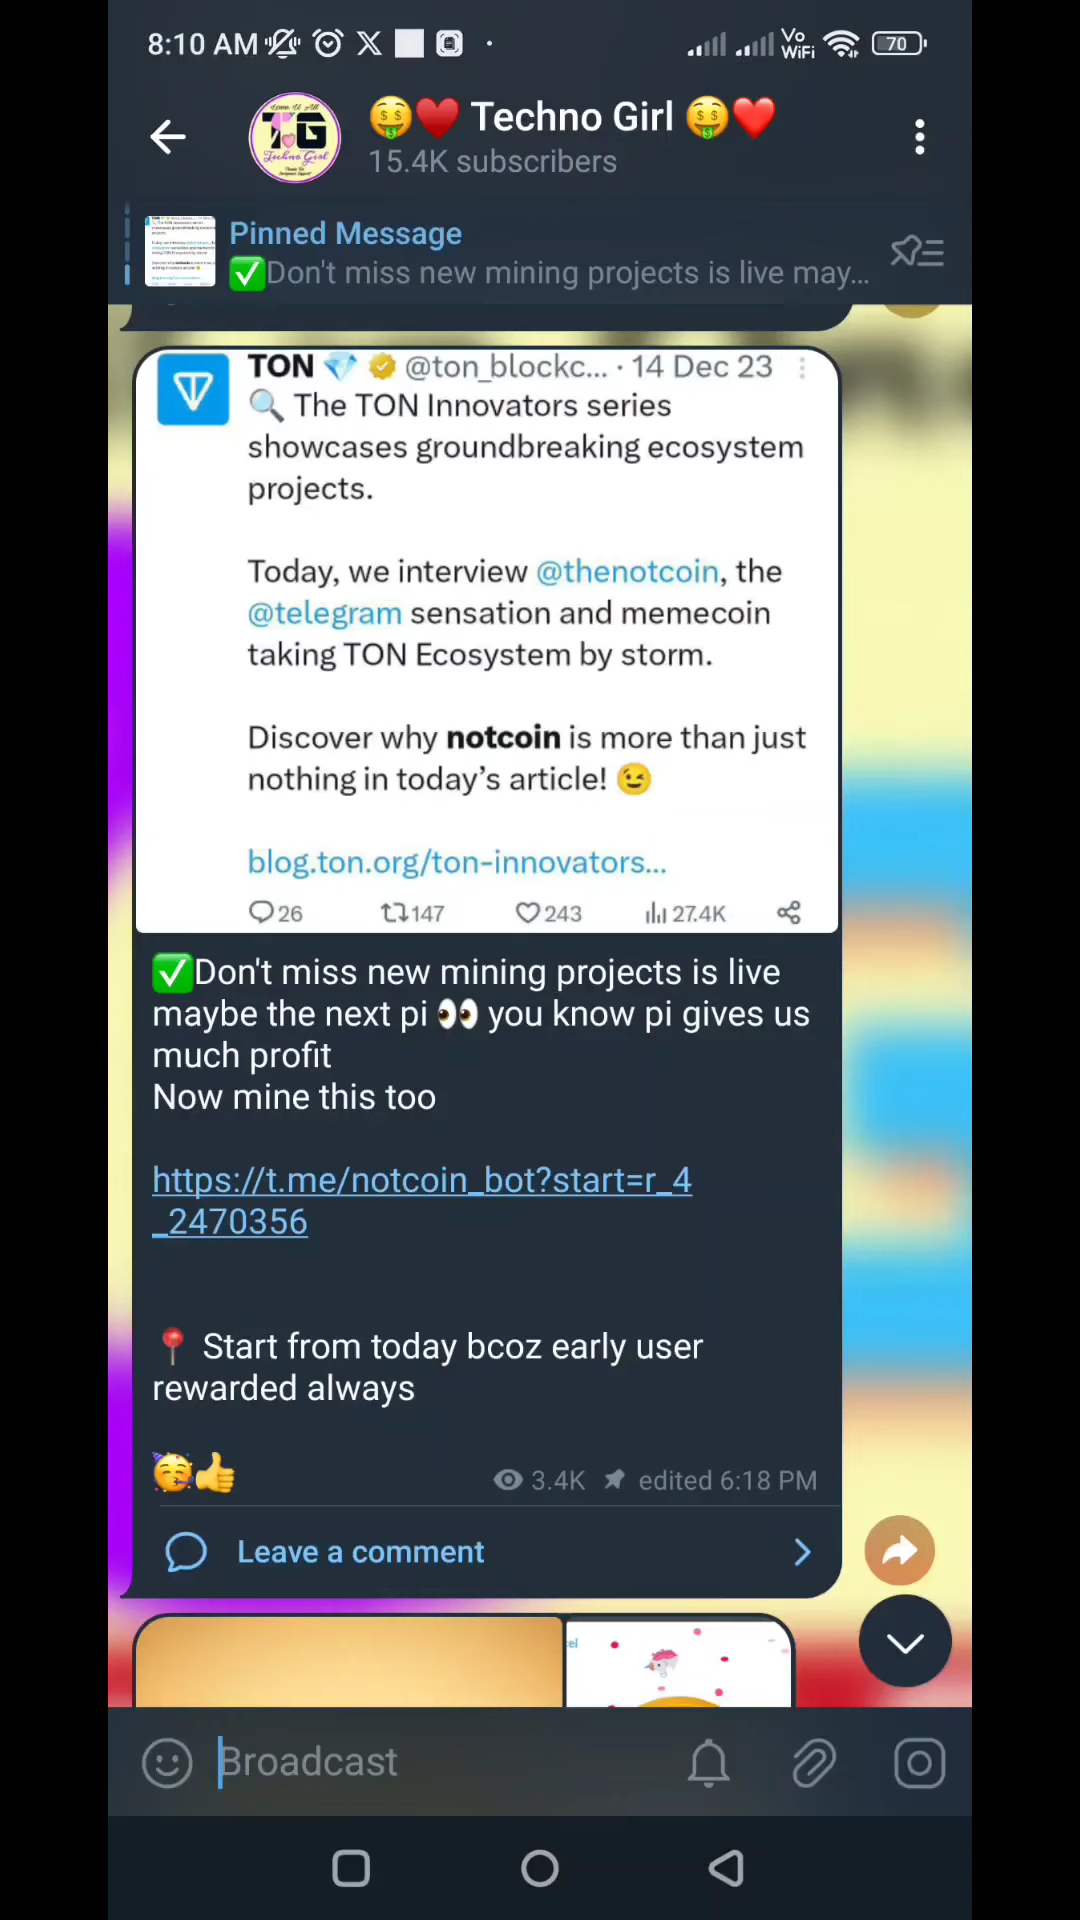 8:10 AM
Vo
WiFi
70
Love U All
TG
Techno Girl
🤑♥️ Techno Girl 🤑❤️
15.4K subscribers
Pinned Message
✅Don't miss new mining projects is live may...
TON 💎 @ton_blockc... · 14 Dec 23
🔍 The TON Innovators series
showcases groundbreaking ecosystem
projects.
Today, we interview @thenotcoin, the
@telegram sensation and memecoin
taking TON Ecosystem by storm.
Discover why notcoin is more than just
nothing in today's article! 😉
blog.ton.org/ton-innovators...
26 147 243 27.4K
✅Don't miss new mining projects is live
maybe the next pi 👀 you know pi gives us
much profit
Now mine this too
https://t.me/notcoin_bot?start=r_4
_2470356
📍 Start from today bcoz early user
rewarded always
🥳👍 3.4K edited 6:18 PM
Leave a comment
Broadcast